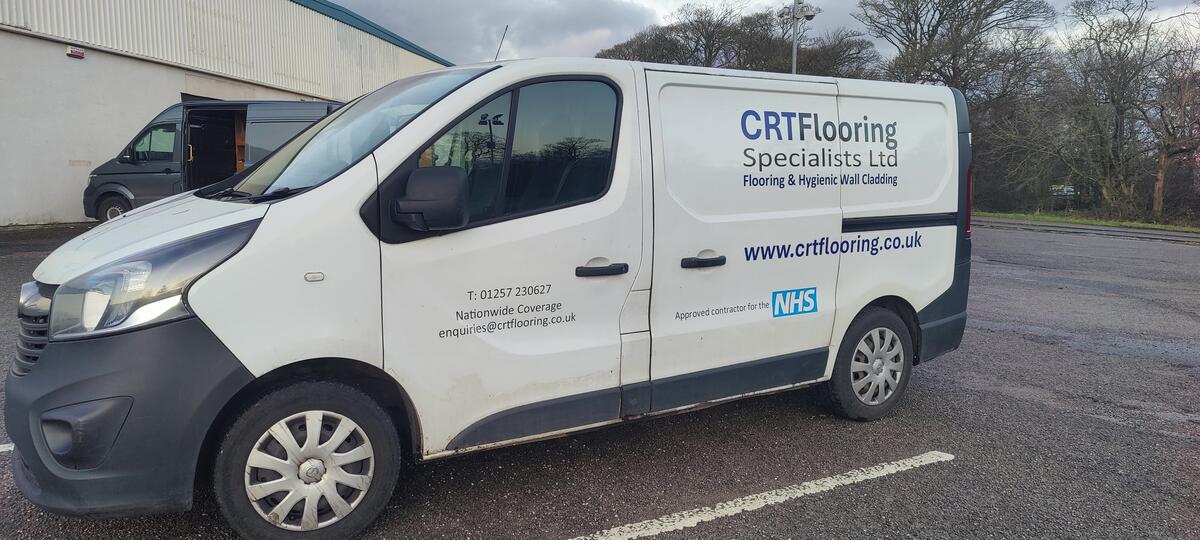 CRTFlooring
Specialists Ltd
Flooring & Hygienic Wall Cladding
www.crtflooring.co.uk
T: 01257 230627
Nationwide Coverage
enquiries@crtflooring.co.uk
Approved contractor for the NHS